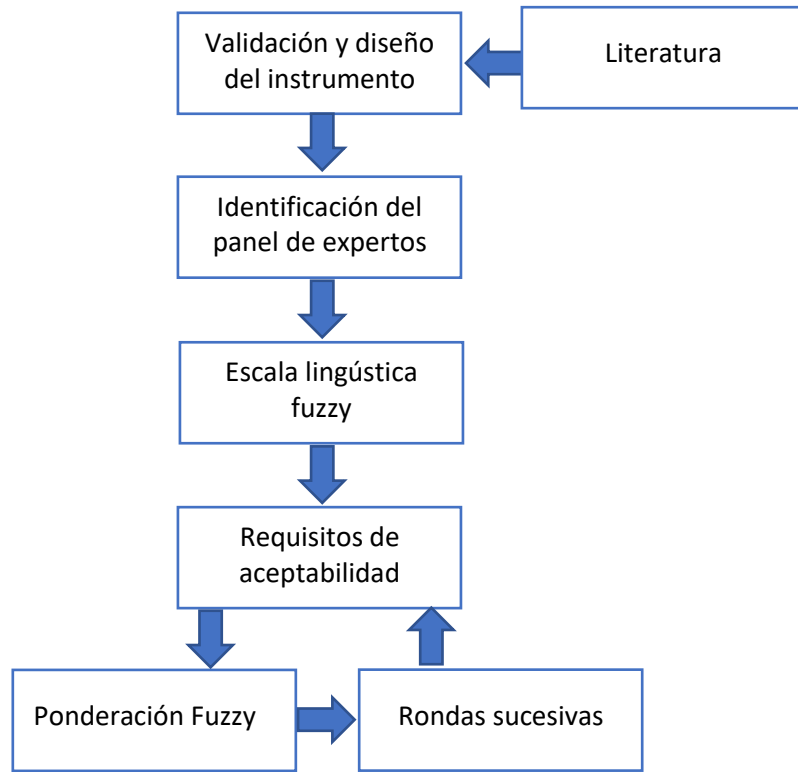 Validación y diseño
del instrumento
Literatura
Identificación del
panel de expertos
Escala lingústica
fuzzy
Requisitos de
aceptabilidad
Ponderación Fuzzy
Rondas sucesivas